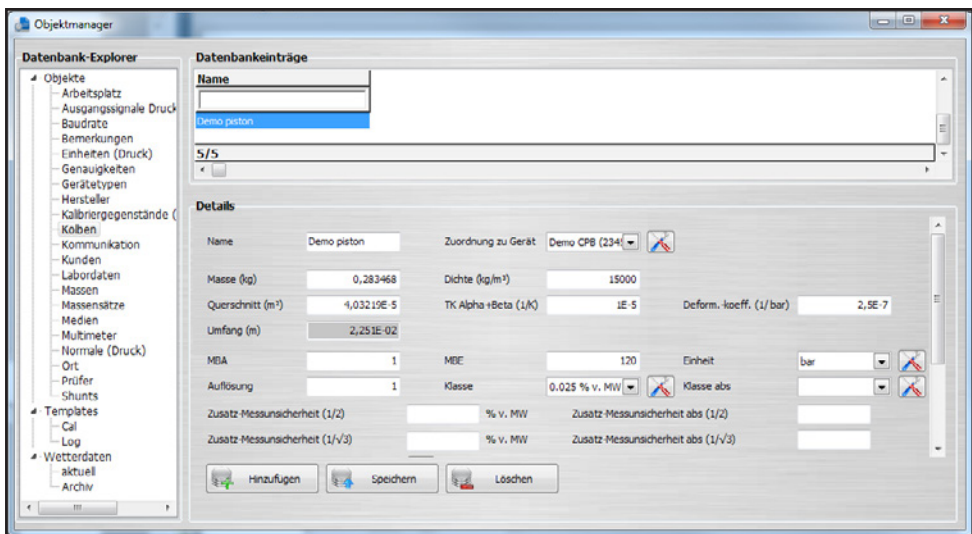 Objektmanager
Datenbank-Explorer
Objekte
Arbeitsplatz
Ausgangssignale Druck
Baudrate
Bemerkungen
Einheiten (Druck)
Genauigkeiten
Gerätetypen
Hersteller
Kalibriergegenstände (
Kolben
Kommunikation
Kunden
Labordaten
Massen
Massensätze
Medien
Multimeter
Normale (Druck)
Ort
Prüfer
Shunts
Templates
Cal
Log
Wetterdaten
aktuell
Archiv
Datenbankeinträge
Name
Demo piston
5/5
Details
Name Demo piston Zuordnung zu Gerät Demo CPB (234
Masse (kg) 0,283468 Dichte (kg/m³) 15000
Querschnitt (m²) 4,03219E-5 TK Alpha+Beta (1/K) 1E-5 Deform.-koeff. (1/bar) 2,5E-7
Umfang (m) 2,251E-02
MBA 1 MBE 120 Einheit bar
Auflösung 1 Klasse 0.025 % v. MW Klasse abs
Zusatz-Messunsicherheit (1/2) % v. MW Zusatz-Messunsicherheit abs (1/2)
Zusatz-Messunsicherheit (1/√3) % v. MW Zusatz-Messunsicherheit abs (1/√3)
Hinzufügen Speichern Löschen